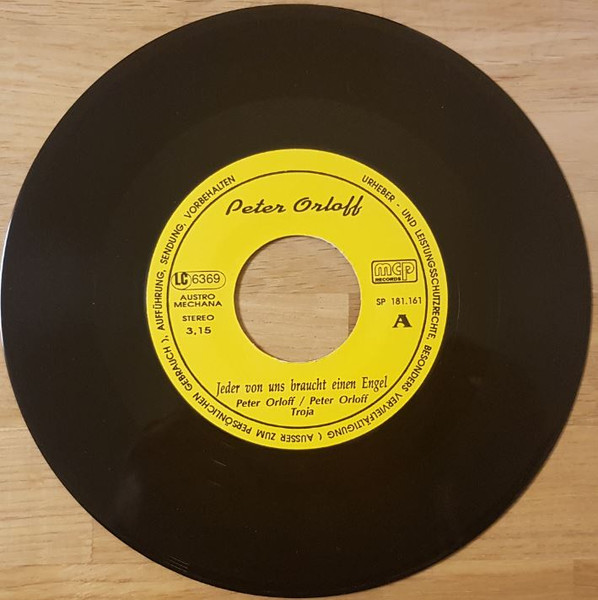 Peter Orloff
LC 6369
AUSTRO
MECHANA
STEREO
3,15
mcp
RECORDS
SP 181.161
A
Jeder von uns braucht einen Engel
Peter Orloff / Peter Orloff
Troja
URHEBER - UND LEISTUNGSSCHUTZRECHTE, BESONDERS VERVIELFÄLTIGUNG ( AUSSER ZUM PERSÖNLICHEN GEBRAUCH ), AUFFÜHRUNG, SENDUNG, VORBEHALTEN